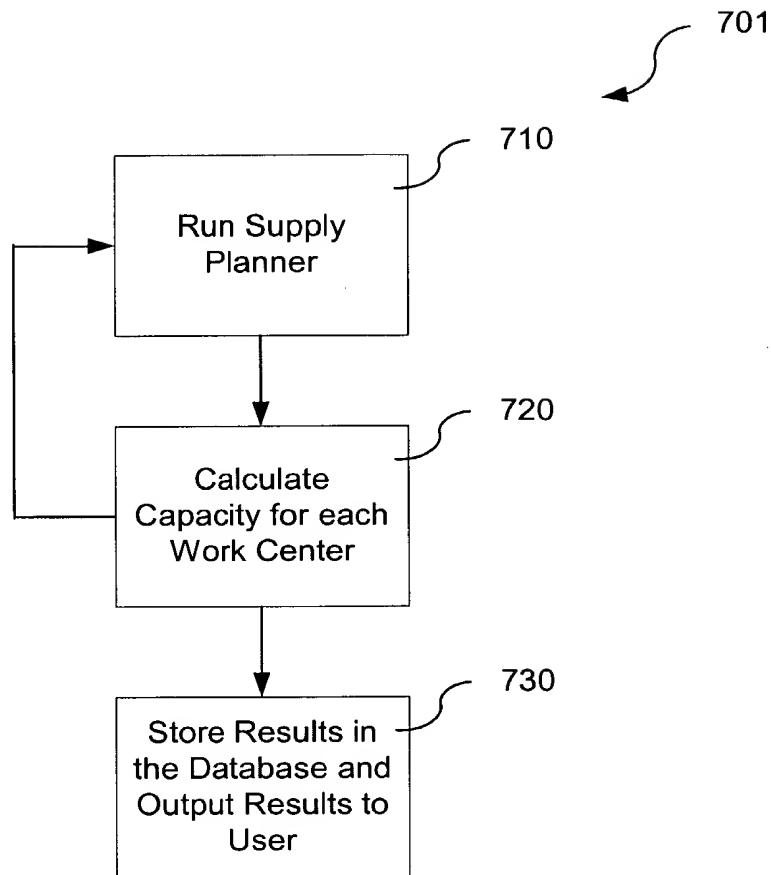 701
710
Run Supply
Planner
720
Calculate
Capacity for each
Work Center
730
Store Results in
the Database and
Output Results to
User